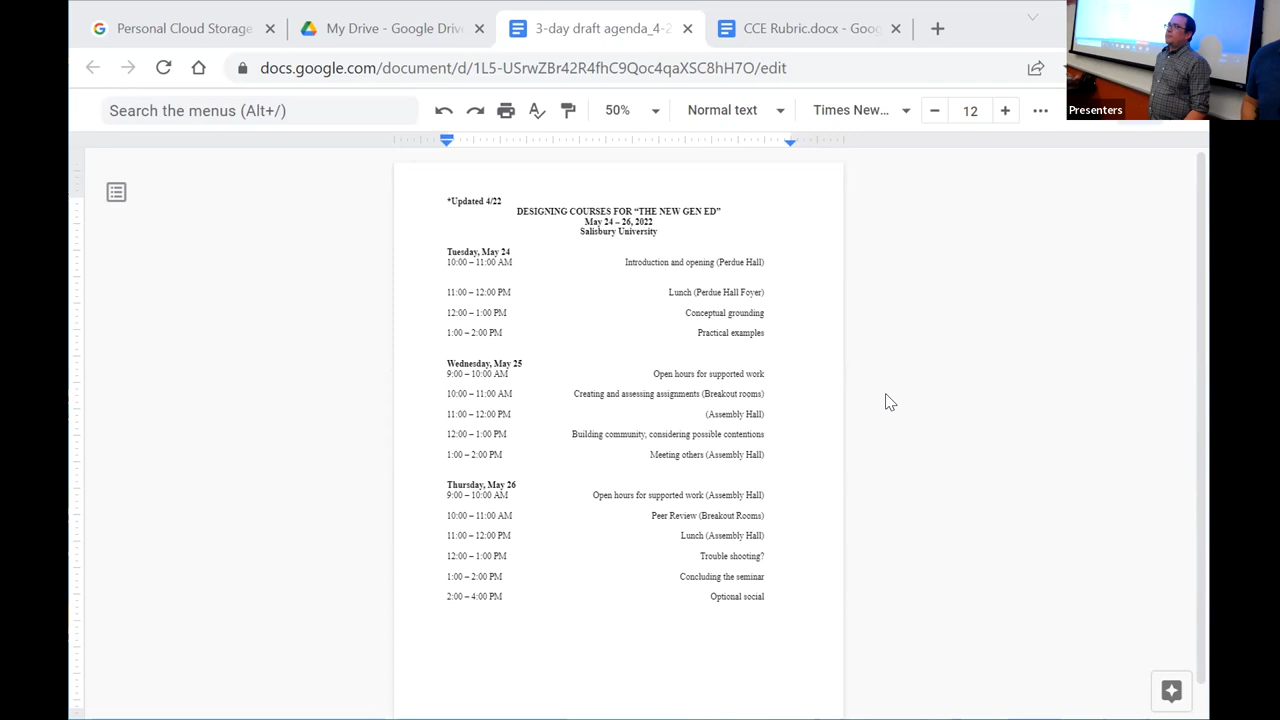 Personal Cloud Storage
My Drive - Google Driv
3-day draft agenda_4-2
CCE Rubric.docx - Goog
docs.google.com/document/d/1L5-USrwZBr42R4fhC9Qoc4qaXSC8hH7O/edit
Search the menus (Alt+/)
50%
Normal text
Times New...
12
Presenters
*Updated 4/22
DESIGNING COURSES FOR “THE NEW GEN ED”
May 24 – 26, 2022
Salisbury University
Tuesday, May 24
10:00 – 11:00 AM Introduction and opening (Perdue Hall)
11:00 – 12:00 PM Lunch (Perdue Hall Foyer)
12:00 – 1:00 PM Conceptual grounding
1:00 – 2:00 PM Practical examples
Wednesday, May 25
9:00 – 10:00 AM Open hours for supported work
10:00 – 11:00 AM Creating and assessing assignments (Breakout rooms)
11:00 – 12:00 PM (Assembly Hall)
12:00 – 1:00 PM Building community, considering possible contentions
1:00 – 2:00 PM Meeting others (Assembly Hall)
Thursday, May 26
9:00 – 10:00 AM Open hours for supported work (Assembly Hall)
10:00 – 11:00 AM Peer Review (Breakout Rooms)
11:00 – 12:00 PM Lunch (Assembly Hall)
12:00 – 1:00 PM Trouble shooting?
1:00 – 2:00 PM Concluding the seminar
2:00 – 4:00 PM Optional social